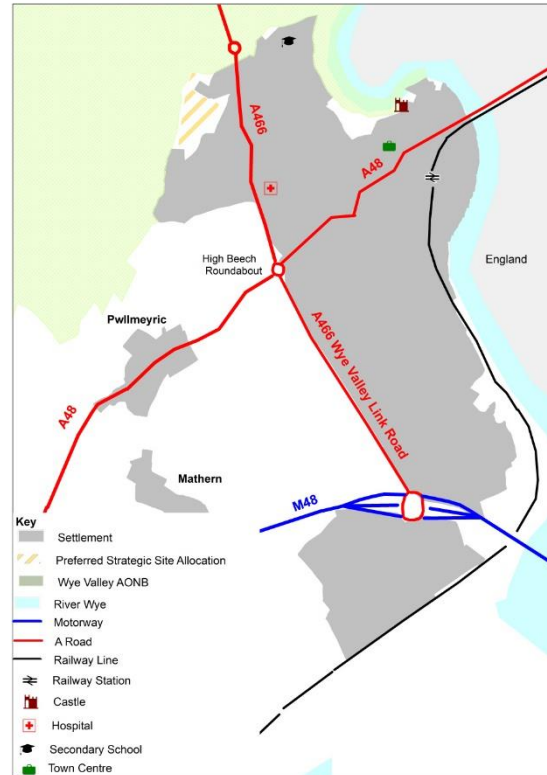 A466
A48
High Beech
Roundabout
England
Pwllmeyric
A466 Wye Valley Link Road
A48
Mathern
M48
Key
Settlement
Preferred Strategic Site Allocation
Wye Valley AONB
River Wye
Motorway
A Road
Railway Line
Railway Station
Castle
Hospital
Secondary School
Town Centre